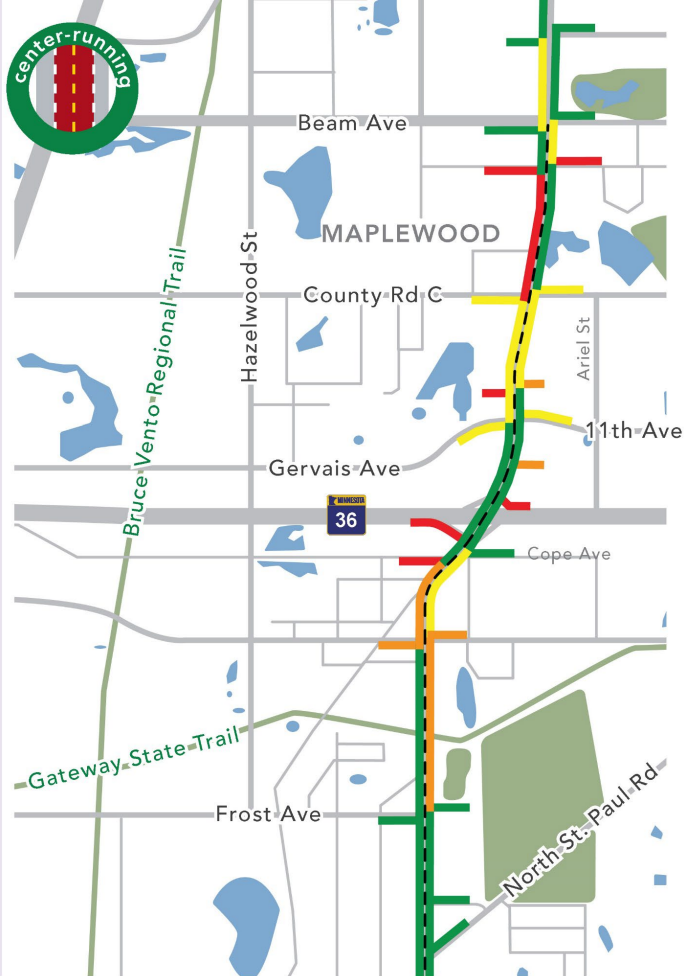 center-running
Beam Ave
MAPLEWOOD
Bruce Vento Regional Trail
Hazelwood St
County Rd C
Ariel St
11th Ave
Gervais Ave
MINNESOTA
36
Cope Ave
Gateway State Trail
Frost Ave
North St. Paul Rd